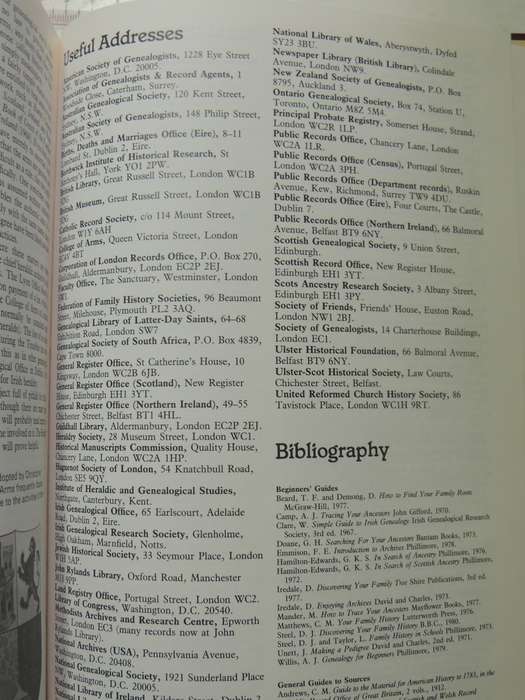 Useful Addresses
American Society of Genealogists, 1228 Eye Street
NW, Washington, D.C. 20005.
Association of Genealogists & Record Agents, 1
Woodside Close, Caterham, Surrey.
Australian Genealogical Society, 120 Kent Street,
N.S.W.
Australian Society of Genealogists, 148 Philip Street,
N.S.W.
Births, Deaths and Marriages Office (Eire), 8–11
Lombard St, Dublin 2, Eire.
Borthwick Institute of Historical Research, St
Hall, York YO1 2PW.
British Library, Great Russell Street, London WC1B
British Museum, Great Russell Street, London WC1B
Catholic Record Society, c/o 114 Mount Street,
London W1Y 6AH
College of Arms, Queen Victoria Street, London
EC4V 4BT
Corporation of London Records Office, P.O. Box 270,
Guildhall, Aldermanbury, London EC2P 2EJ.
Faculty Office, The Sanctuary, Westminster, London
Federation of Family History Societies, 96 Beaumont
Street, Milehouse, Plymouth PL2 3AQ.
Genealogical Library of Latter-Day Saints, 64–68
Exhibition Road, London SW7
Genealogical Society of South Africa, P.O. Box 4839,
Cape Town 8000.
General Register Office, St Catherine's House, 10
Kingsway, London WC2B 6JB.
General Register Office (Scotland), New Register
House, Edinburgh EH1 3YT.
General Register Office (Northern Ireland), 49–55
Chichester Street, Belfast BT1 4HL.
Guildhall Library, Aldermanbury, London EC2P 2EJ.
Heraldry Society, 28 Museum Street, London WC1.
Historical Manuscripts Commission, Quality House,
Chancery Lane, London WC2A 1HP.
Huguenot Society of London, 54 Knatchbull Road,
London SE5 9QY.
Institute of Heraldic and Genealogical Studies,
Northgate, Canterbury, Kent.
Irish Genealogical Office, 65 Earlscourt, Adelaide
Road, Dublin 2, Eire.
Irish Genealogical Research Society, Glenholme,
High Oakham, Mansfield, Notts.
Jewish Historical Society, 33 Seymour Place, London
W1H 5AP.
John Rylands Library, Oxford Road, Manchester
M13 9PP.
Land Registry Office, Portugal Street, London WC2.
Library of Congress, Washington, D.C. 20540.
Methodists Archives and Research Centre, Epworth
House, London EC3 (many records now at John
Rylands Library).
National Archives (USA), Pennsylvania Avenue,
Washington, D.C. 20408.
National Genealogical Society, 1921 Sunderland Place
NW, Washington, D.C. 20005.
National Library of Ireland, Kildare Street, Dublin 2,
National Library of Wales, Aberystwyth, Dyfed
SY23 3BU.
Newspaper Library (British Library), Colindale
Avenue, London NW9.
New Zealand Society of Genealogists, P.O. Box
8795, Auckland 3.
Ontario Genealogical Society, Box 74, Station U,
Toronto, Ontario M8Z 5M4.
Principal Probate Registry, Somerset House, Strand,
London WC2R 1LP.
Public Records Office, Chancery Lane, London
WC2A 1LR.
Public Records Office (Census), Portugal Street,
London WC2A 3PH.
Public Records Office (Department records), Ruskin
Avenue, Kew, Richmond, Surrey TW9 4DU
Public Records Office (Eire), Four Courts, The Castle,
Dublin 7.
Public Records Office (Northern Ireland), 66 Balmoral
Avenue, Belfast BT9 6NY.
Scottish Genealogical Society, 9 Union Street,
Edinburgh.
Scottish Record Office, New Register House,
Edinburgh EH1 3YT.
Scots Ancestry Research Society, 3 Albany Street,
Edinburgh EH1 3PY.
Society of Friends, Friends' House, Euston Road,
London NW1 2BJ.
Society of Genealogists, 14 Charterhouse Buildings,
London EC1.
Ulster Historical Foundation, 66 Balmoral Avenue,
Belfast BT9 6NY.
Ulster-Scot Historical Society, Law Courts,
Chichester Street, Belfast.
United Reformed Church History Society, 86
Tavistock Place, London WC1H 9RT.
Bibliography
Beginners' Guides
Beard, T. F. and Demong, D. How to Find Your Family Roots
McGraw-Hill, 1977.
Camp, A. J. Tracing Your Ancestors John Gifford, 1970.
Clare, W. Simple Guide to Irish Genealogy Irish Genealogical Research
Society, 3rd ed. 1967.
Doane, G. H. Searching For Your Ancestors Bantam Books, 1973.
Emmison, F. E. Introduction to Archives Phillimore, 1978.
Hamilton-Edwards, G. K. S. In Search of Ancestry Phillimore, 1976.
Hamilton-Edwards, G. K. S. In Search of Scottish Ancestry Phillimore,
1972.
Iredale, D. Discovering Your Family Tree Shire Publications, 3rd ed.
1977.
Iredale, D. Enjoying Archives David and Charles, 1973.
Mander, M. How to Trace Your Ancestors Mayflower Books, 1977.
Matthews, C. M. Your Family History Lutterworth Press, 1976.
Steel, D. J. Discovering Your Family History B.B.C., 1980.
Steel, D. J. and Taylor, L. Family History in Schools Phillimore, 1973.
Unett, J. Making a Pedigree David and Charles, 2nd ed. 1971.
Willis, A. J. Genealogy for Beginners Phillimore, 1979.
General Guides to Sources
Andrews, C. M. Guide to the Material for American History to 1783, in the
Public Record Office of Great Britain, 2 vols, 1912.